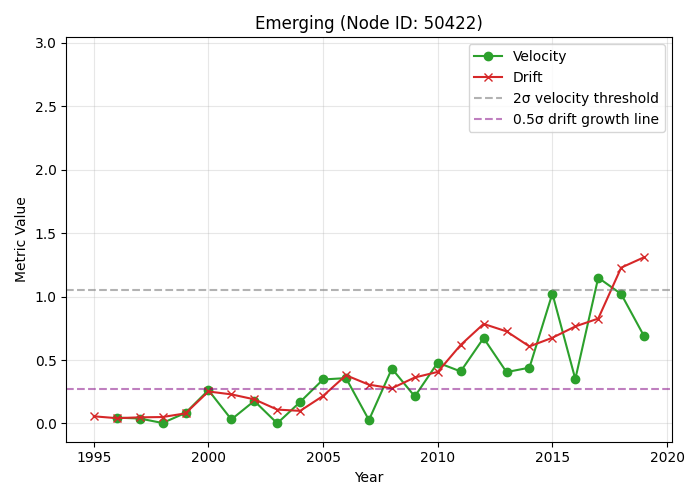 Emerging (Node ID: 50422)
Metric Value
3.0
2.5
2.0
1.5
1.0
0.5
0.0
Velocity
Drift
2σ velocity threshold
0.5σ drift growth line
1995
2000
2005
2010
2015
2020
Year